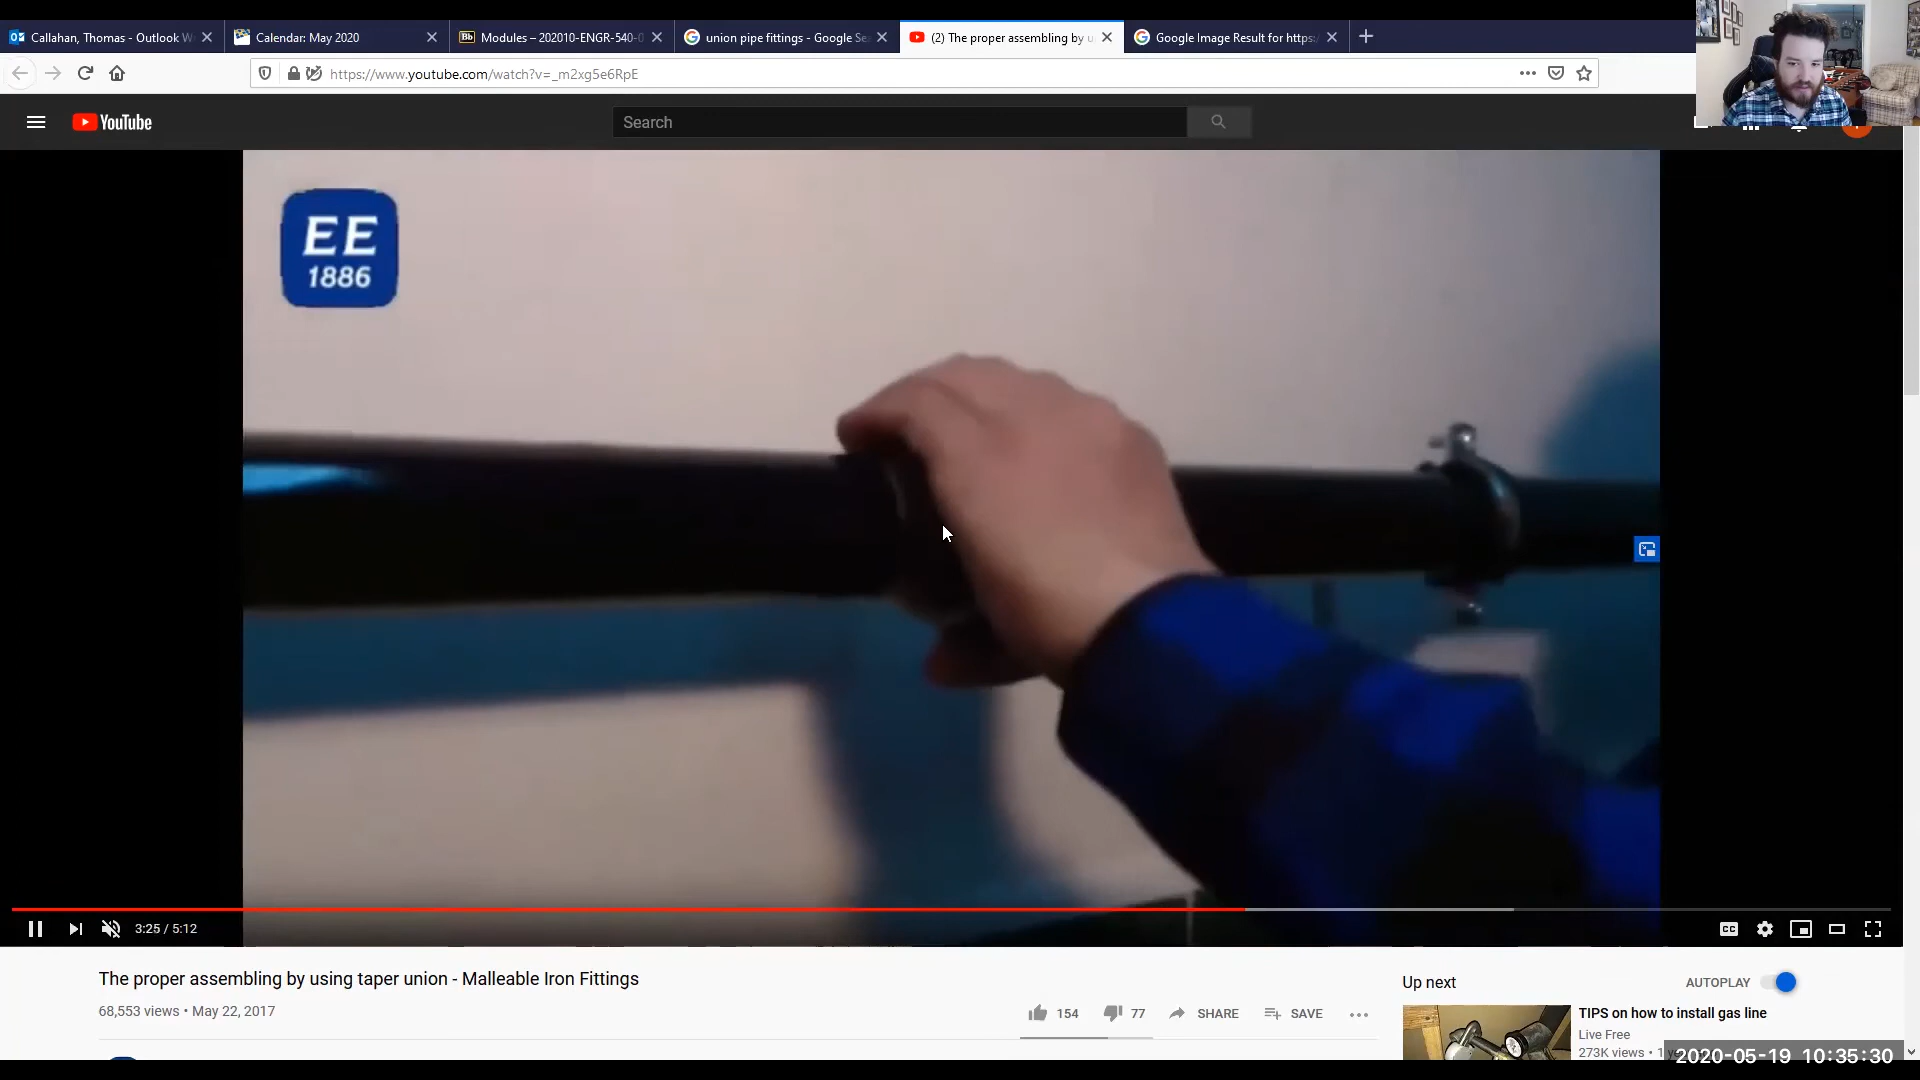 Callahan, Thomas - Outlook W
Calendar: May 2020
Bb Modules – 202010-ENGR-540-0
union pipe fittings - Google Se
(2) The proper assembling by u
Google Image Result for https:
https://www.youtube.com/watch?v=_m2xg5e6RpE
YouTube
Search
EE
1886
3:25 / 5:12
CC
The proper assembling by using taper union - Malleable Iron Fittings
68,553 views • May 22, 2017
154
77
SHARE
SAVE
Up next
AUTOPLAY
TIPS on how to install gas line
Live Free
273K views • 1 y
2020-05-19 10:35:30